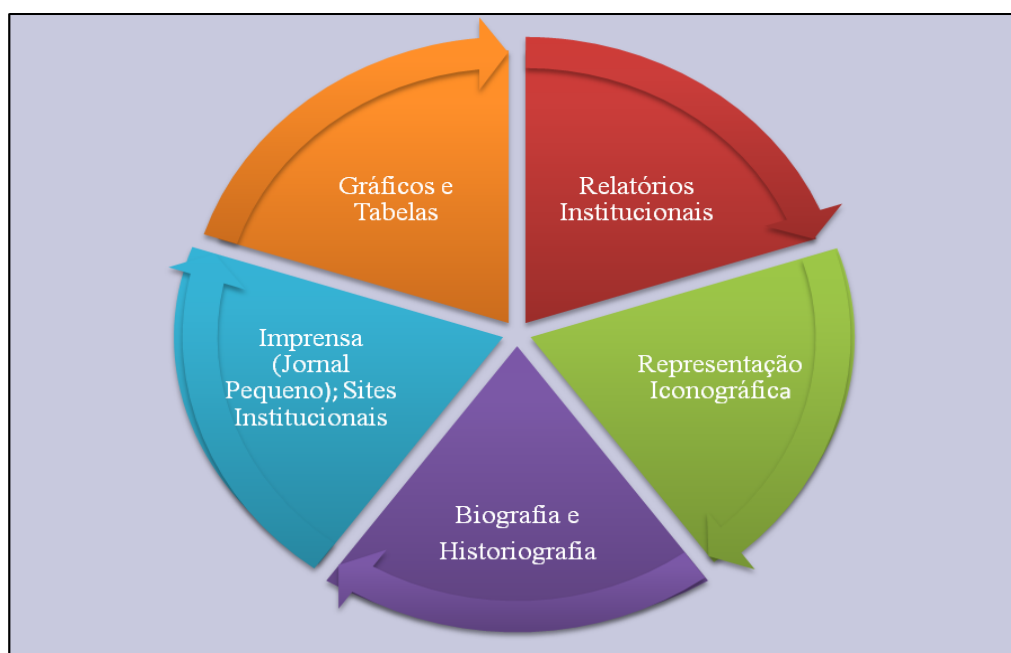 Gráficos e
Tabelas
Relatórios
Institucionais
Representação
Iconográfica
Biografia e
Historiografia
Imprensa
(Jornal
Pequeno); Sites
Institucionais